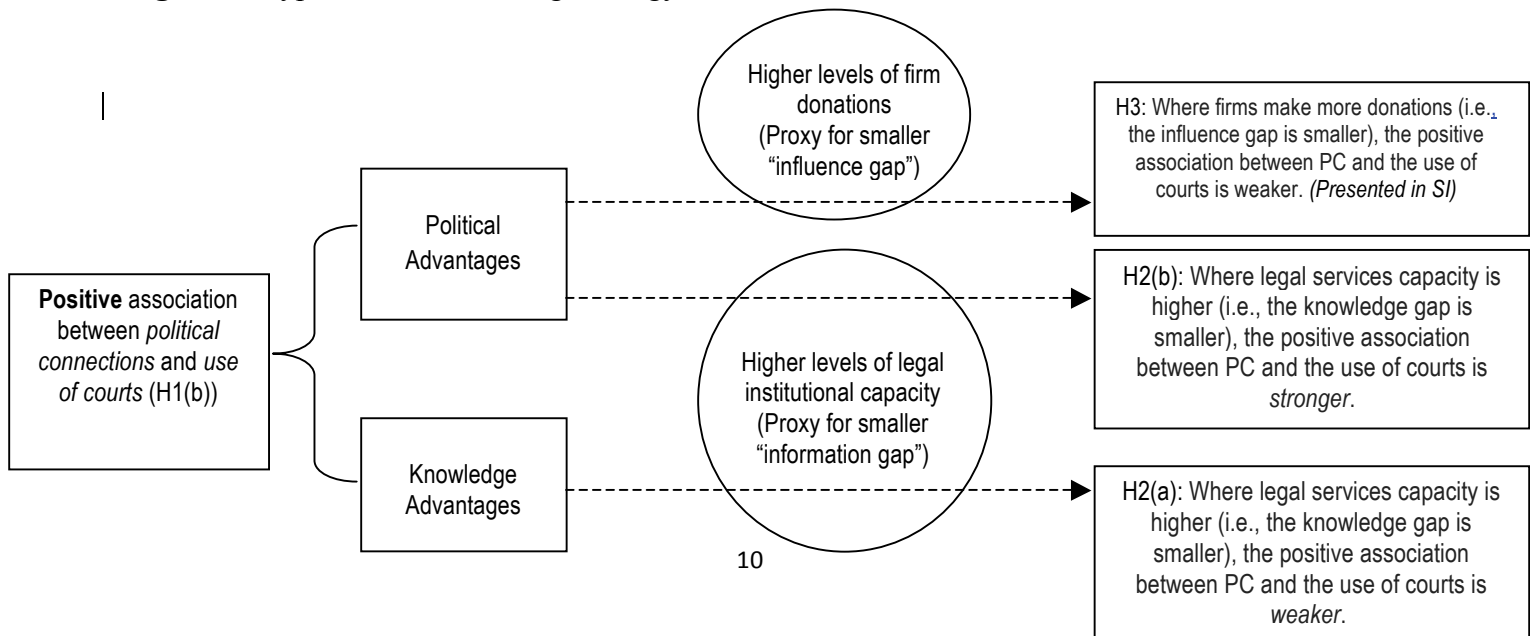 Higher levels of firm
donations
(Proxy for smaller
“influence gap”)
H3: Where firms make more donations (i.e.,
the influence gap is smaller), the positive
association between PC and the use of
courts is weaker. (Presented in SI)
Political
Advantages
Positive association
between political
connections and use
of courts (H1(b))
H2(b): Where legal services capacity is
higher (i.e., the knowledge gap is
smaller), the positive association
between PC and the use of courts is
stronger.
Higher levels of legal
institutional capacity
(Proxy for smaller
“information gap”)
Knowledge
Advantages
H2(a): Where legal services capacity is
higher (i.e., the knowledge gap is
smaller), the positive association
between PC and the use of courts is
weaker.
10